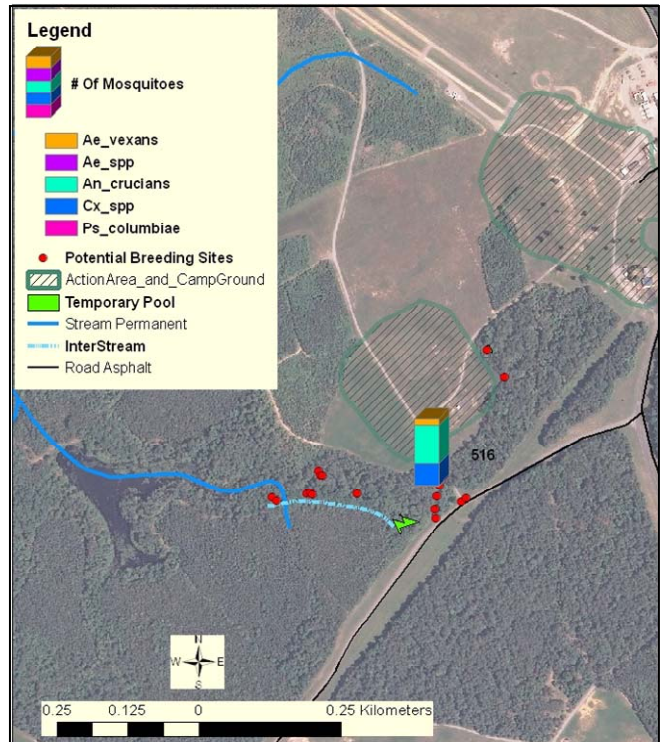 Legend
# Of Mosquitoes
Ae_vexans
Ae_spp
An_crucians
Cx_spp
Ps_columbiae
Potential Breeding Sites
ActionArea_and_CampGround
Temporary Pool
Stream Permanent
InterStream
Road Asphalt
516
N
W E
S
0.25 0.125 0 0.25 Kilometers